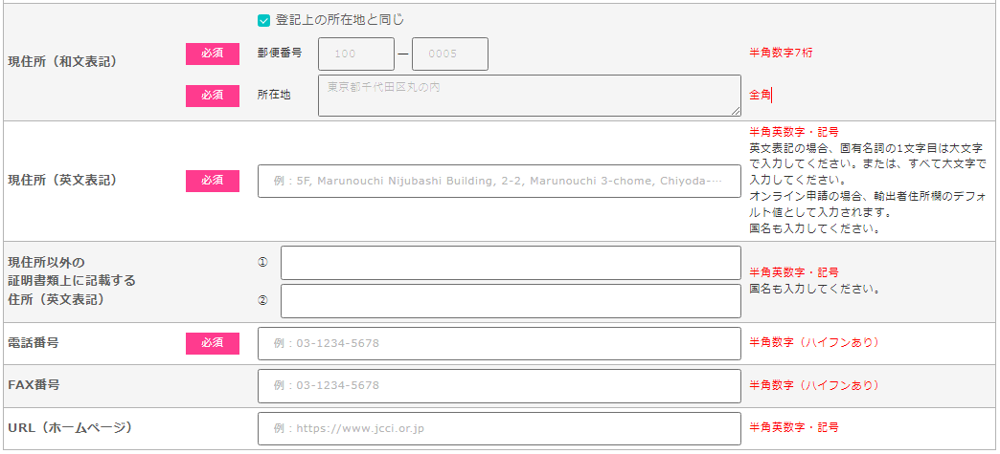 登記上の所在地と同じ
現住所（和文表記）
必須
郵便番号
100
—
0005
半角数字7桁
必須
所在地
東京都千代田区丸の内
全角
現住所（英文表記）
必須
例：5F, Marunouchi Nijubashi Building, 2-2, Marunouchi 3-chome, Chiyoda-…
半角英数字・記号
英文表記の場合、固有名詞の1文字目は大文字
で入力してください。または、すべて大文字で
入力してください。
オンライン申請の場合、輸出者住所欄のデフォ
ルト値として入力されます。
国名も入力してください。
現住所以外の
証明書類上に記載する
住所（英文表記）
①
②
半角英数字・記号
国名も入力してください。
電話番号
必須
例：03-1234-5678
半角数字（ハイフンあり）
FAX番号
例：03-1234-5678
半角数字（ハイフンあり）
URL（ホームページ）
例：https://www.jcci.or.jp
半角英数字・記号